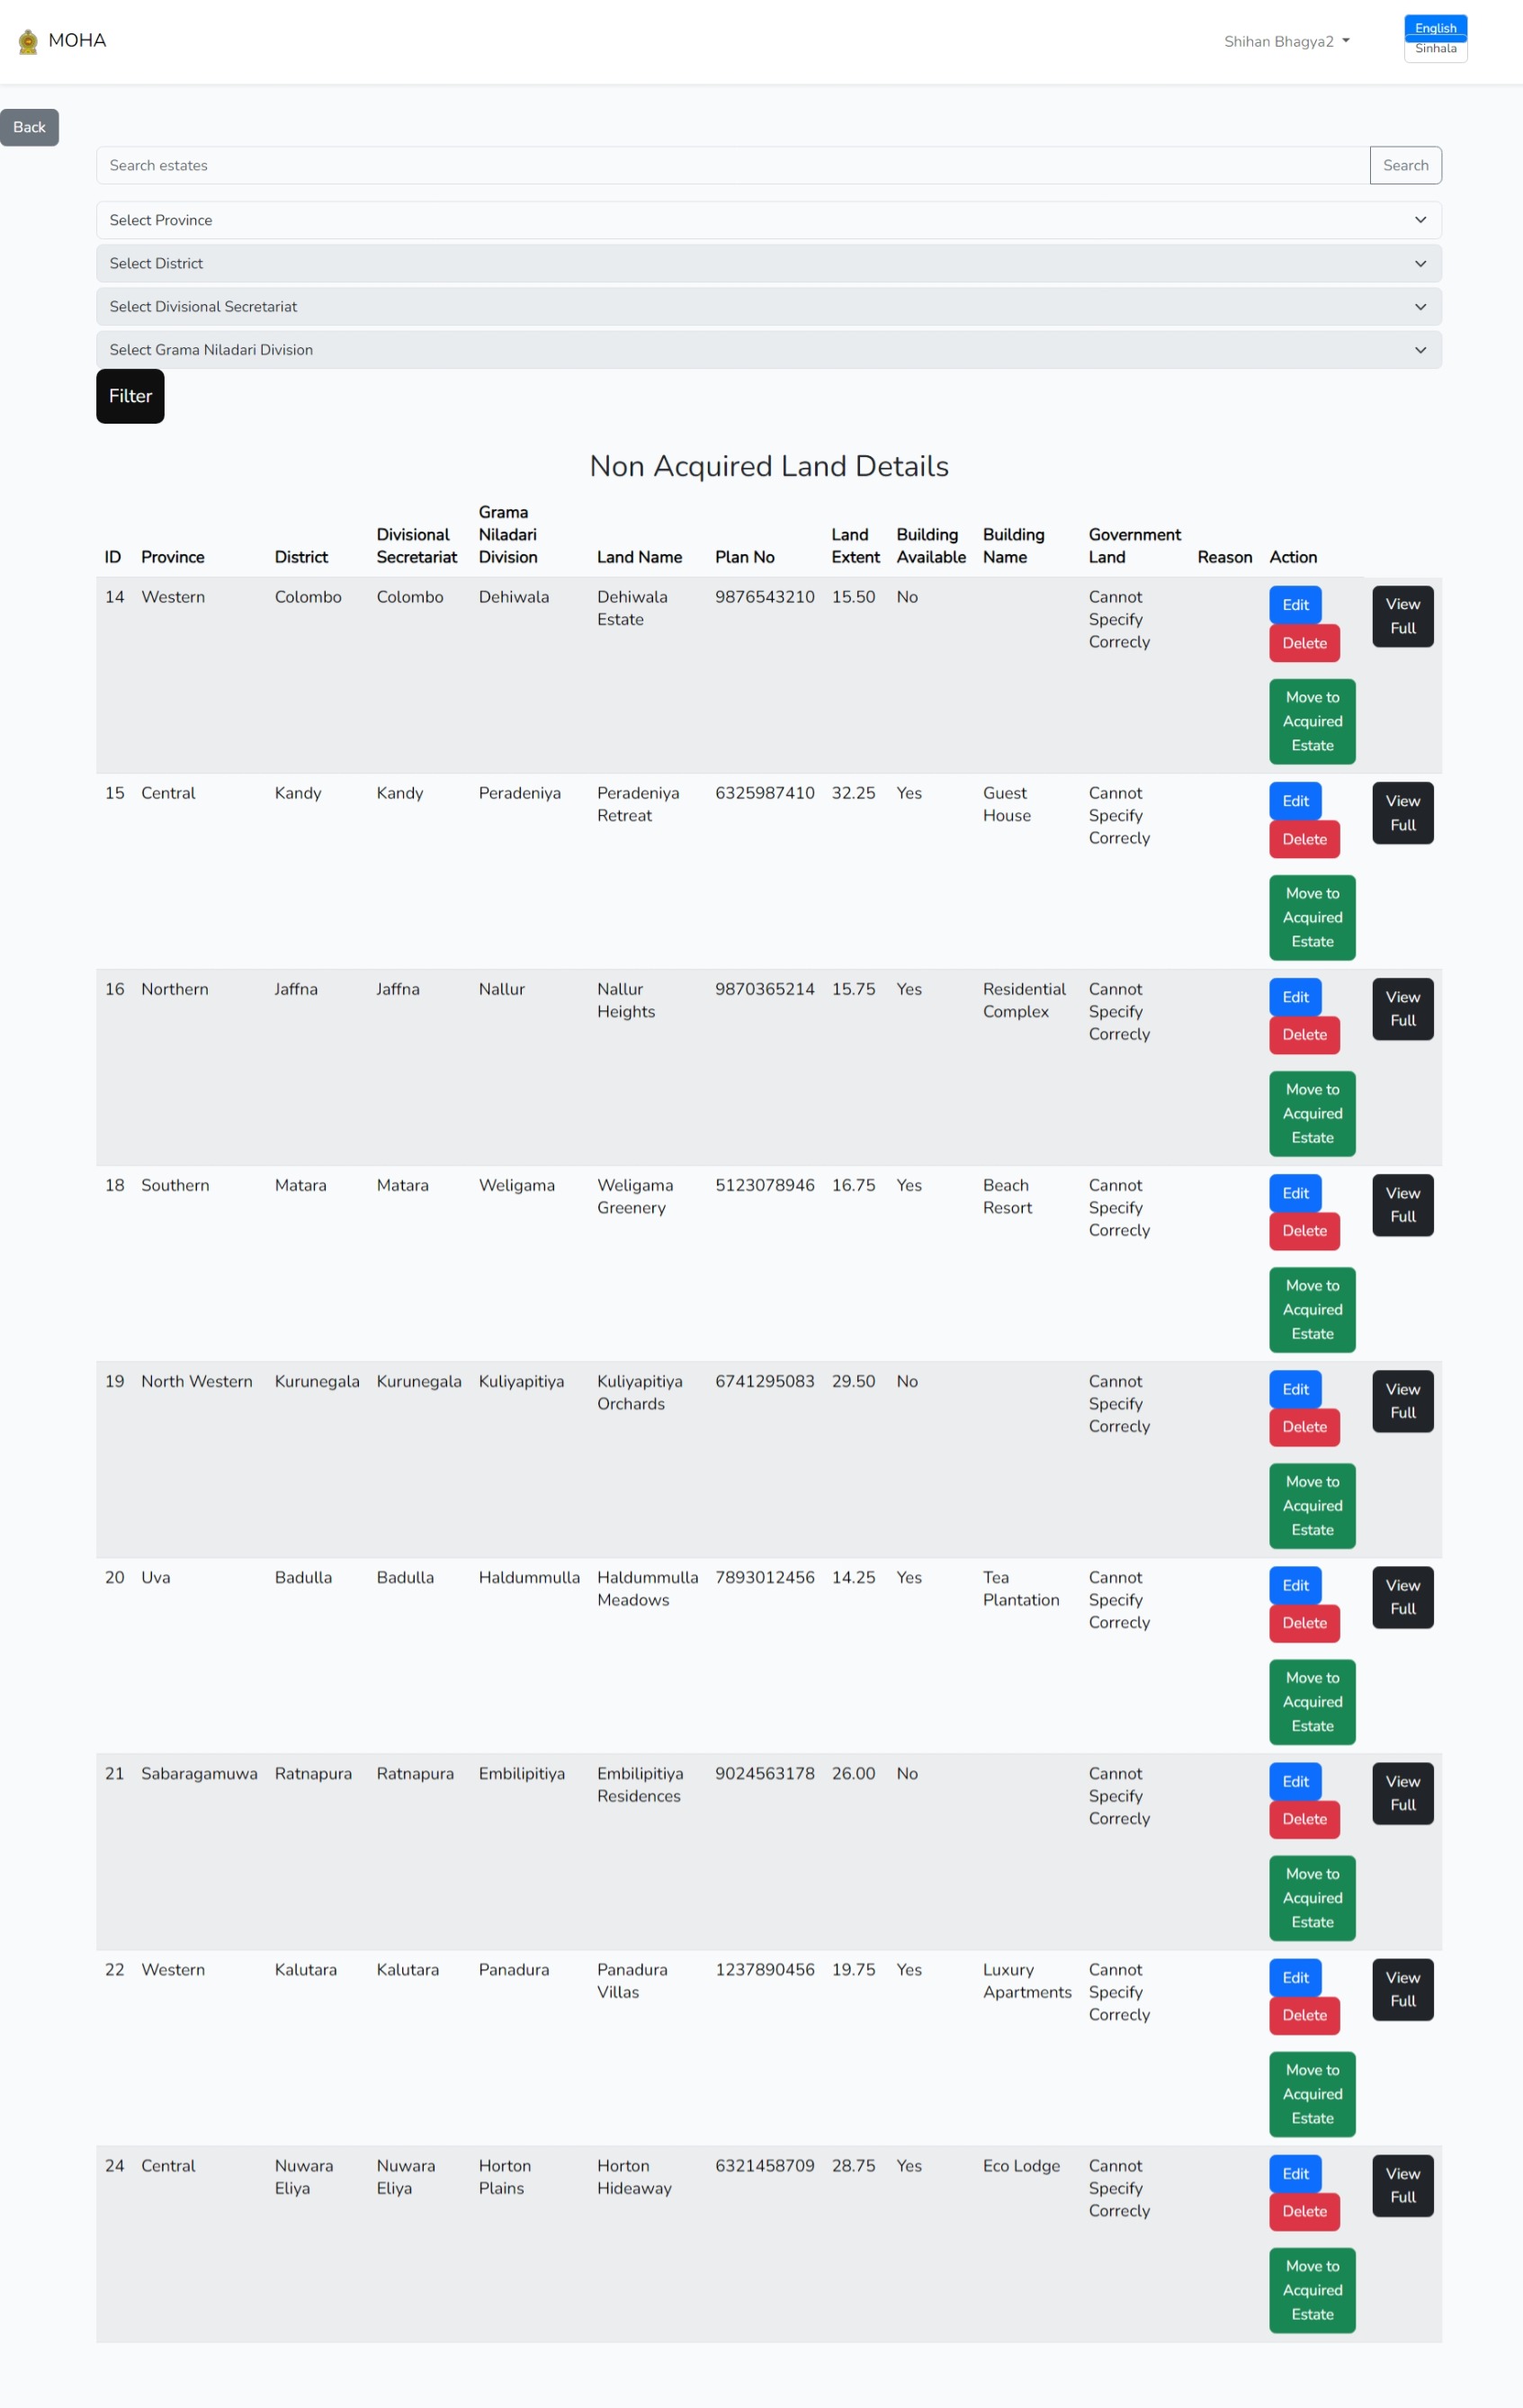 MOHA
Shihan Bhagya2
English
Sinhala
Back
Search estates
Search
Select Province
Select District
Select Divisional Secretariat
Select Grama Niladari Division
Filter
Non Acquired Land Details
ID Province District Divisional Secretariat Grama Niladari Division Land Name Plan No Land Extent Building Available Building Name Government Land Reason Action
14 Western Colombo Colombo Dehiwala Dehiwala Estate 9876543210 15.50 No Cannot Specify Correcly Edit Delete Move to Acquired Estate View Full
15 Central Kandy Kandy Peradeniya Peradeniya Retreat 6325987410 32.25 Yes Guest House Cannot Specify Correcly Edit Delete Move to Acquired Estate View Full
16 Northern Jaffna Jaffna Nallur Nallur Heights 9870365214 15.75 Yes Residential Complex Cannot Specify Correcly Edit Delete Move to Acquired Estate View Full
18 Southern Matara Matara Weligama Weligama Greenery 5123078946 16.75 Yes Beach Resort Cannot Specify Correcly Edit Delete Move to Acquired Estate View Full
19 North Western Kurunegala Kurunegala Kuliyapitiya Kuliyapitiya Orchards 6741295083 29.50 No Cannot Specify Correcly Edit Delete Move to Acquired Estate View Full
20 Uva Badulla Badulla Haldummulla Haldummulla Meadows 7893012456 14.25 Yes Tea Plantation Cannot Specify Correcly Edit Delete Move to Acquired Estate View Full
21 Sabaragamuwa Ratnapura Ratnapura Embilipitiya Embilipitiya Residences 9024563178 26.00 No Cannot Specify Correcly Edit Delete Move to Acquired Estate View Full
22 Western Kalutara Kalutara Panadura Panadura Villas 1237890456 19.75 Yes Luxury Apartments Cannot Specify Correcly Edit Delete Move to Acquired Estate View Full
24 Central Nuwara Eliya Nuwara Eliya Horton Plains Horton Hideaway 6321458709 28.75 Yes Eco Lodge Cannot Specify Correcly Edit Delete Move to Acquired Estate View Full